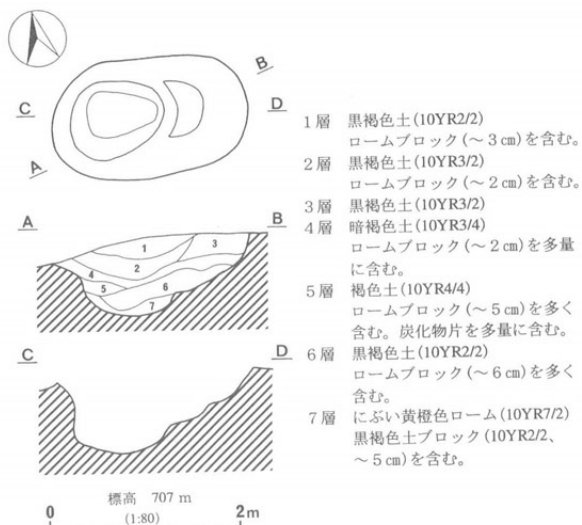 B
C
D
A
1層 黒褐色土(10YR2/2)
ロームブロック(～3㎝)を含む。
2層 黒褐色土(10YR3/2)
ロームブロック(～2㎝)を含む。
3層 黒褐色土(10YR3/2)
4層 暗褐色土(10YR3/4)
ロームブロック(～2㎝)を多量
に含む。
5層 褐色土(10YR4/4)
ロームブロック(～5㎝)を多く
含む。炭化物片を多量に含む。
6層 黒褐色土(10YR2/2)
ロームブロック(～6㎝)を多く
含む。
7層 にぶい黄橙色ローム(10YR7/2)
黒褐色土ブロック(10YR2/2、
～5㎝)を含む。
A
B
1
3
2
4
5
6
7
C
D
標高 707 m
0 (1:80) 2m